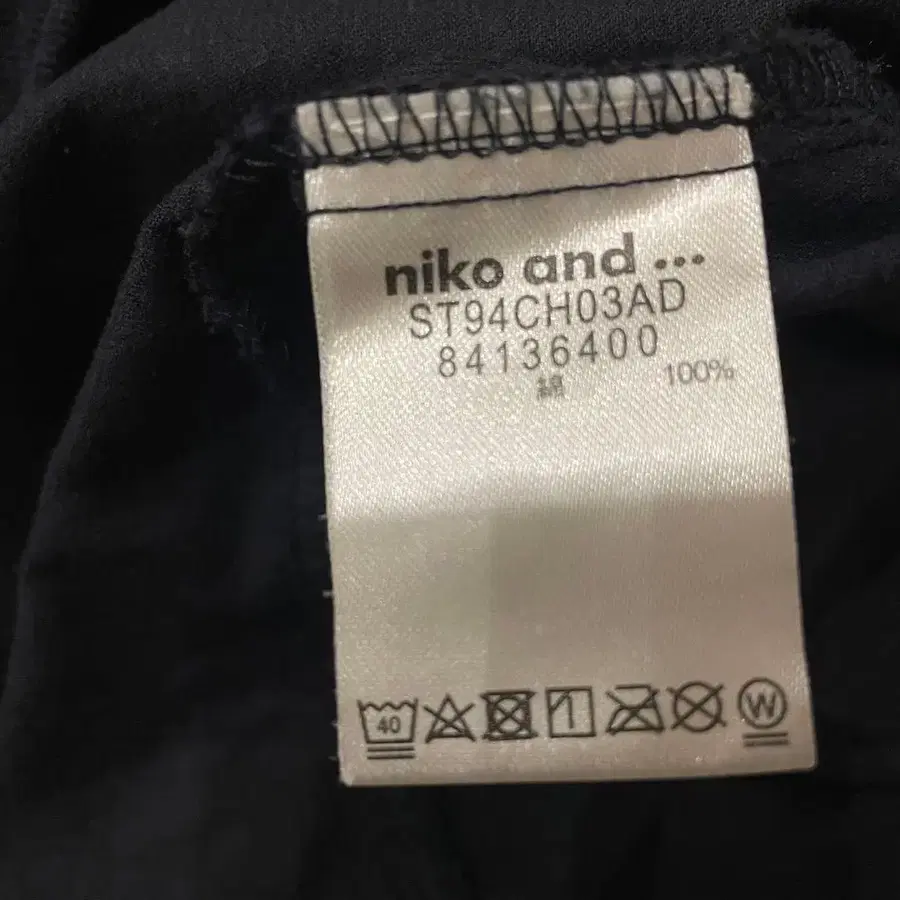 niko and ...
ST94CH03AD
84136400
綿 100%
40 W